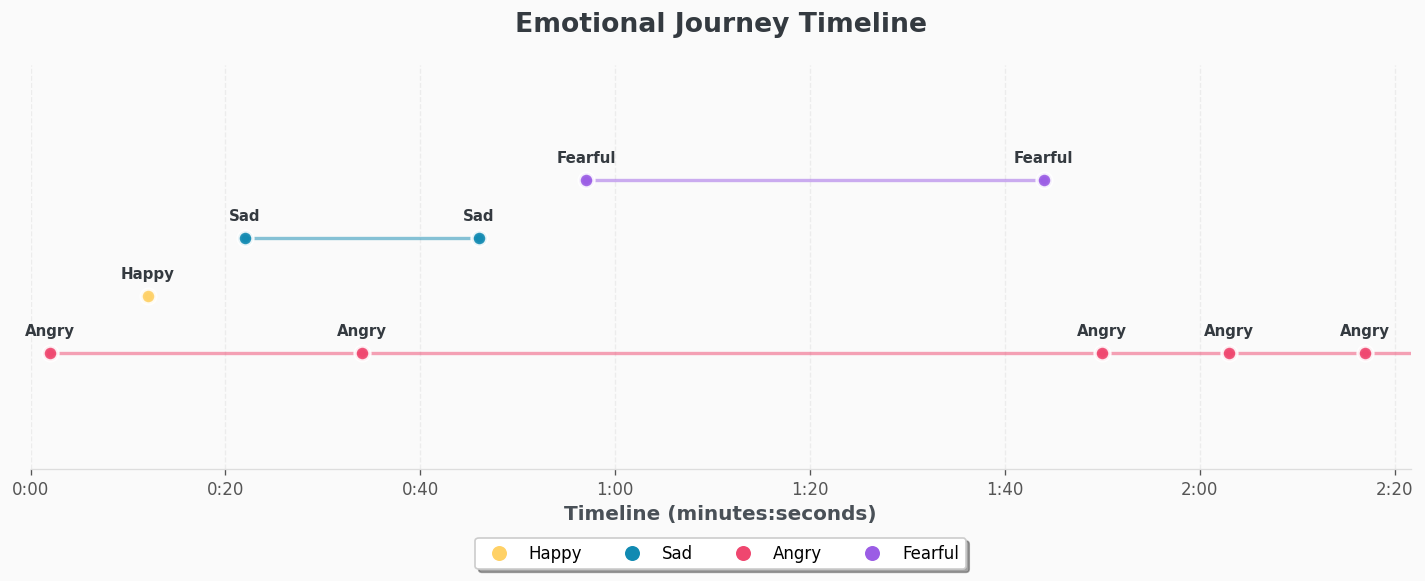 Emotional Journey Timeline
Fearful Fearful
Sad Sad
Happy
Angry Angry Angry Angry Angry
0:00 0:20 0:40 1:00 1:20 1:40 2:00 2:20
Timeline (minutes:seconds)
Happy Sad Angry Fearful